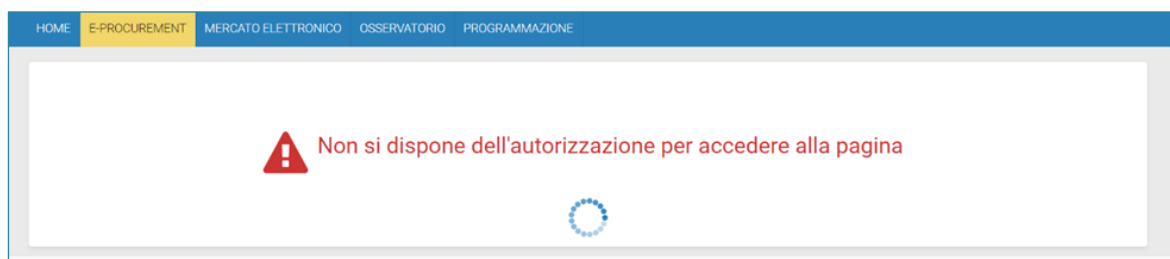 HOME E-PROCUREMENT MERCATO ELETTRONICO OSSERVATORIO PROGRAMMAZIONE
Non si dispone dell'autorizzazione per accedere alla pagina